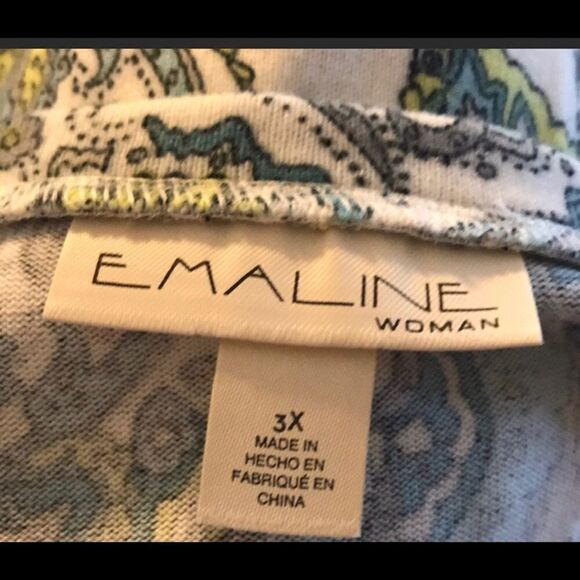 EMALINE
WOMAN
3X
MADE IN
HECHO EN
FABRIQUÉ EN
CHINA